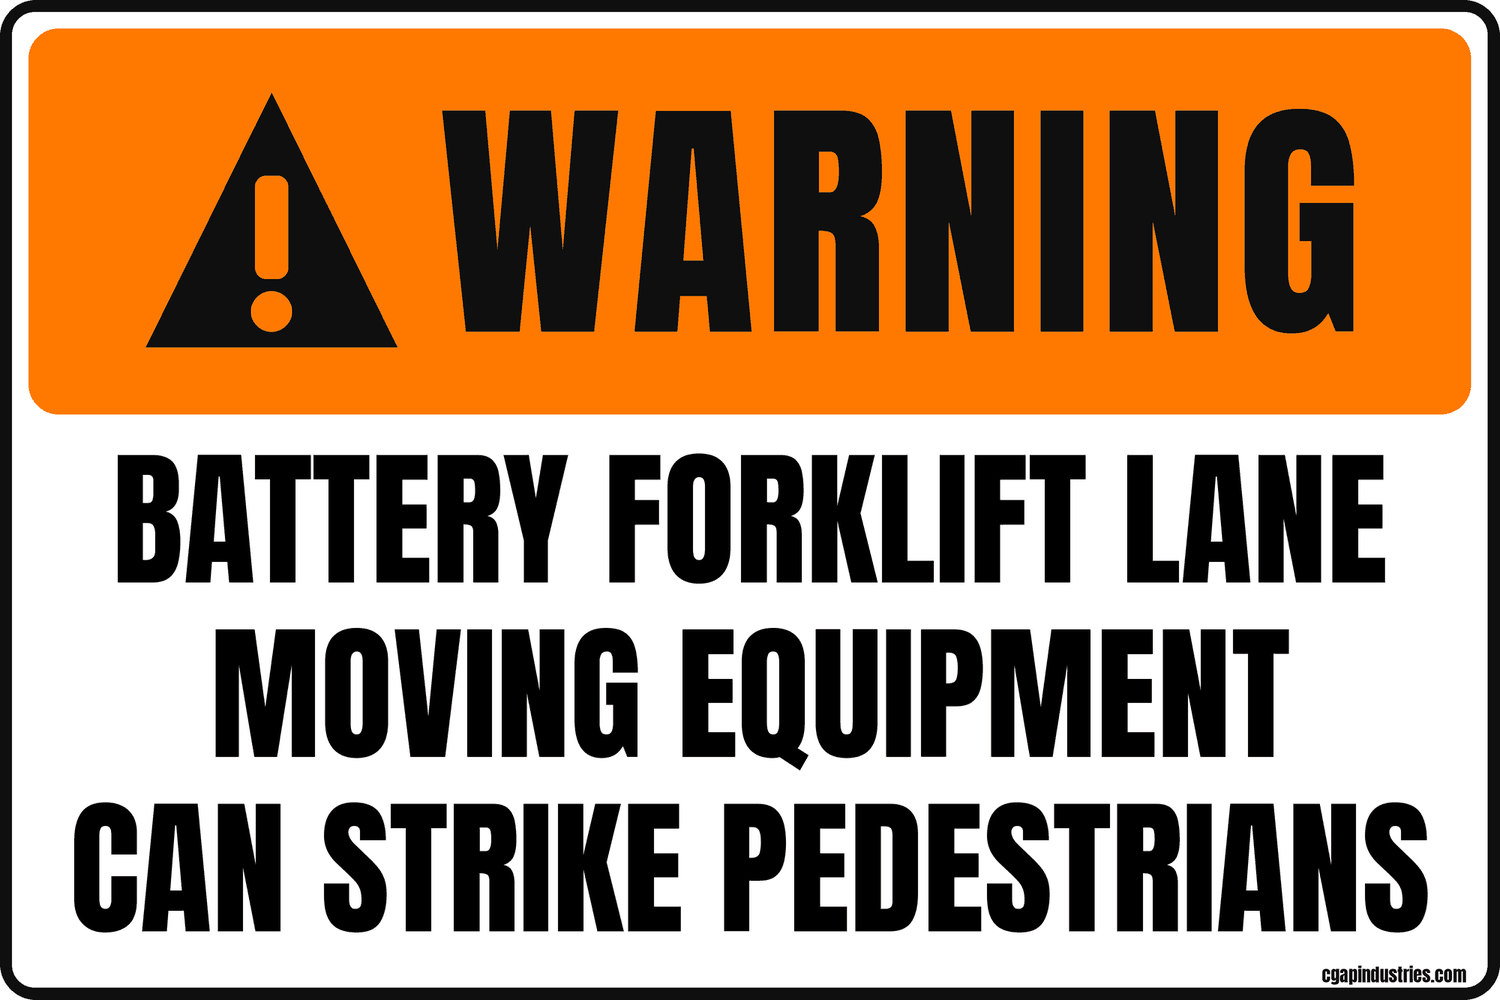 WARNING
BATTERY FORKLIFT LANE
MOVING EQUIPMENT
CAN STRIKE PEDESTRIANS
cgapindustries.com